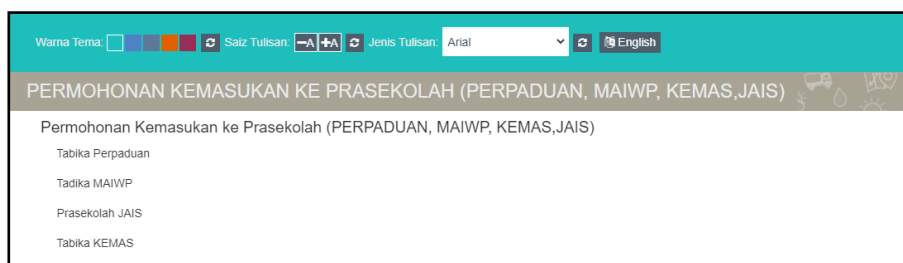 Warna Tema: Saiz Tulisan: -A +A Jenis Tulisan: Arial English
PERMOHONAN KEMASUKAN KE PRASEKOLAH (PERPADUAN, MAIWP, KEMAS,JAIS)
Permohonan Kemasukan ke Prasekolah (PERPADUAN, MAIWP, KEMAS,JAIS)
Tabika Perpaduan
Tadika MAIWP
Prasekolah JAIS
Tabika KEMAS